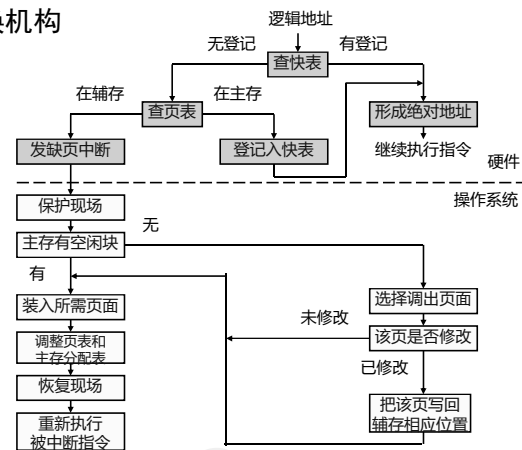 换机构
逻辑地址
无登记
有登记
查快表
在辅存
在主存
查页表
形成绝对地址
发缺页中断
登记入快表
继续执行指令
硬件
操作系统
保护现场
无
主存有空闲块
有
装入所需页面
选择调出页面
未修改
调整页表和
主存分配表
该页是否修改
已修改
恢复现场
把该页写回
辅存相应位置
重新执行
被中断指令